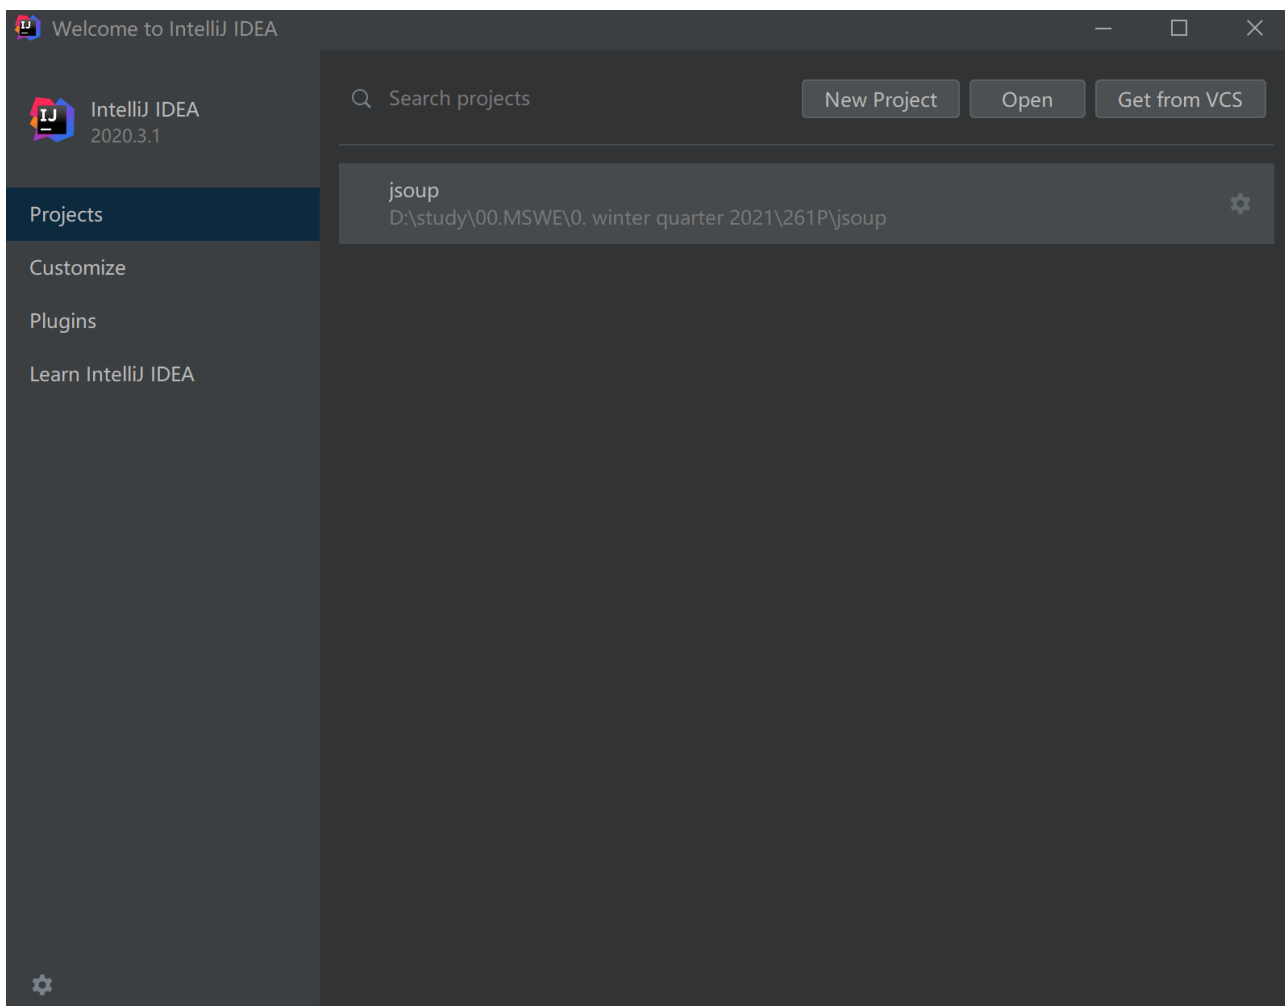 Welcome to IntelliJ IDEA
IntelliJ IDEA
2020.3.1
Search projects
New Project
Open
Get from VCS
Projects
Customize
Plugins
Learn IntelliJ IDEA
jsoup
D:\study\00.MSWE\0. winter quarter 2021\261P\jsoup